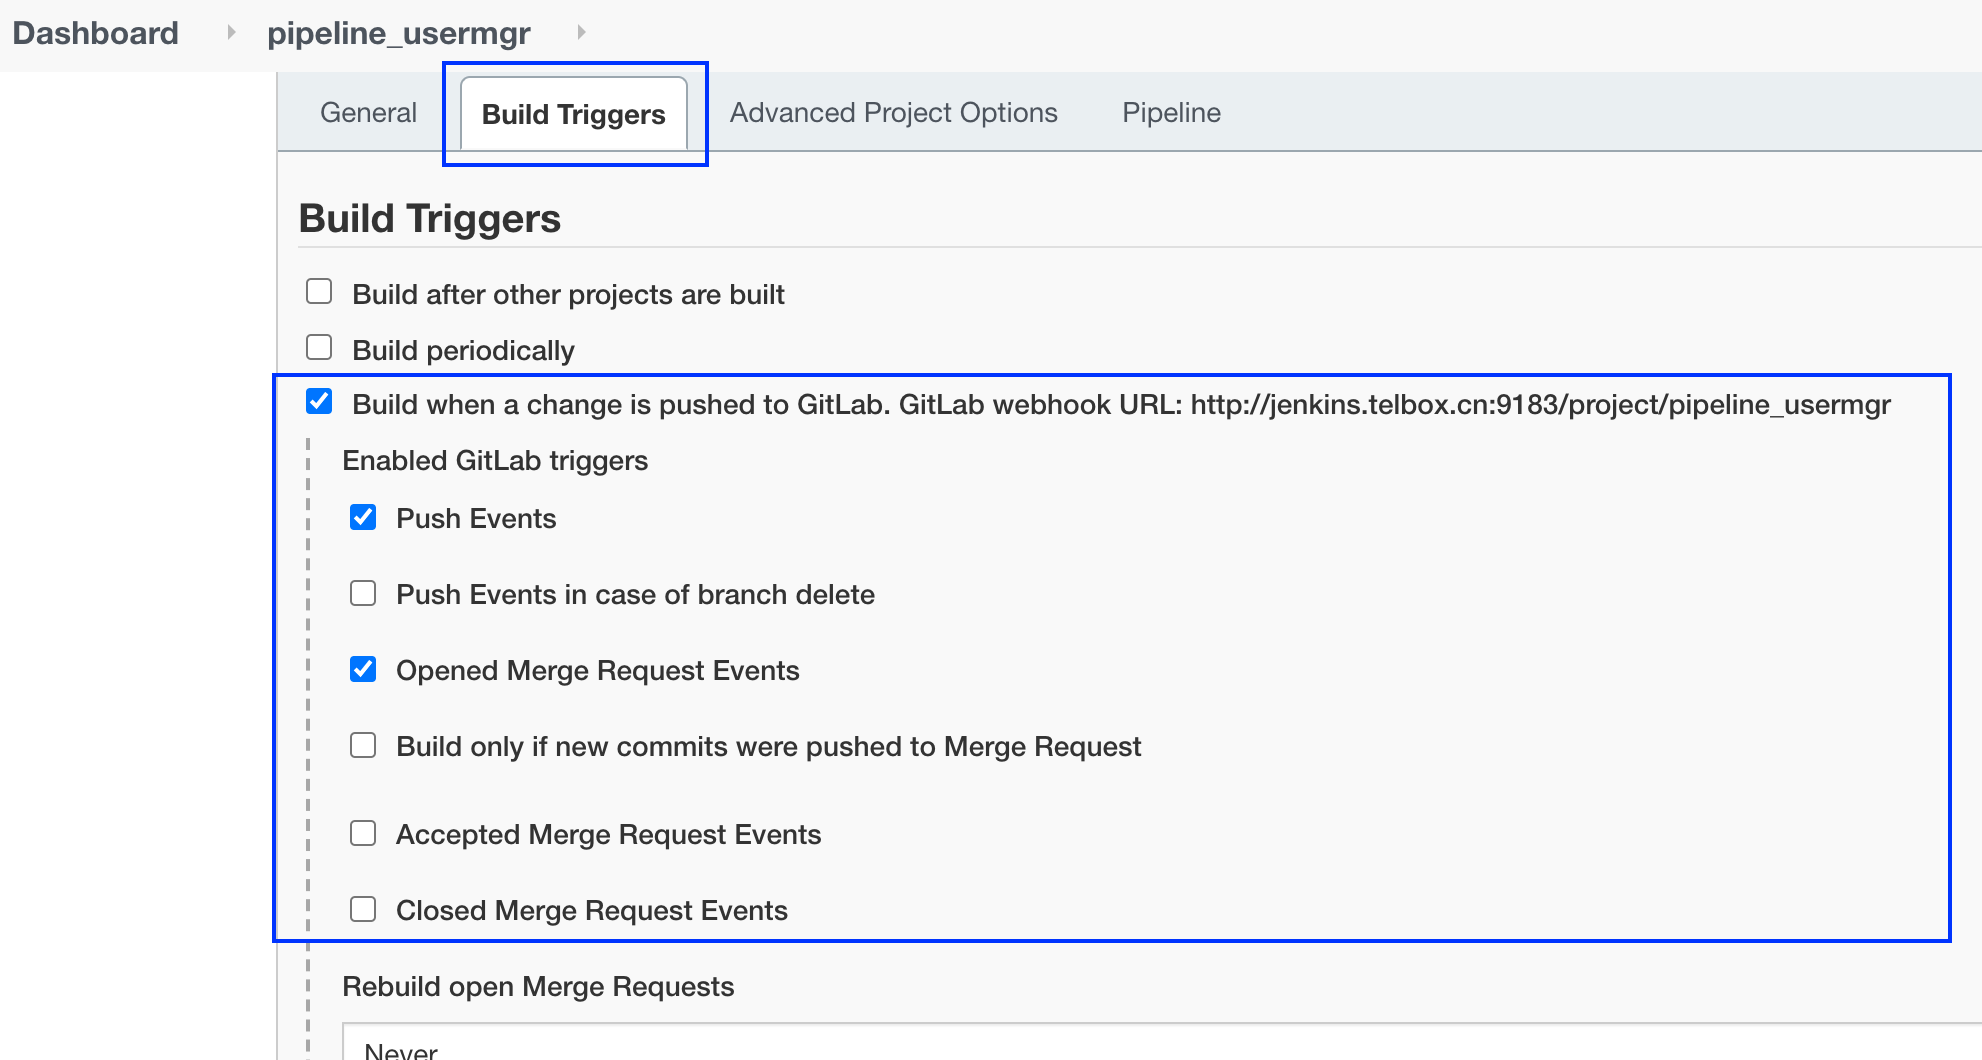 Dashboard pipeline_usermgr
General Build Triggers Advanced Project Options Pipeline
Build Triggers
Build after other projects are built
Build periodically
Build when a change is pushed to GitLab. GitLab webhook URL: http://jenkins.telbox.cn:9183/project/pipeline_usermgr
Enabled GitLab triggers
Push Events
Push Events in case of branch delete
Opened Merge Request Events
Build only if new commits were pushed to Merge Request
Accepted Merge Request Events
Closed Merge Request Events
Rebuild open Merge Requests
Never